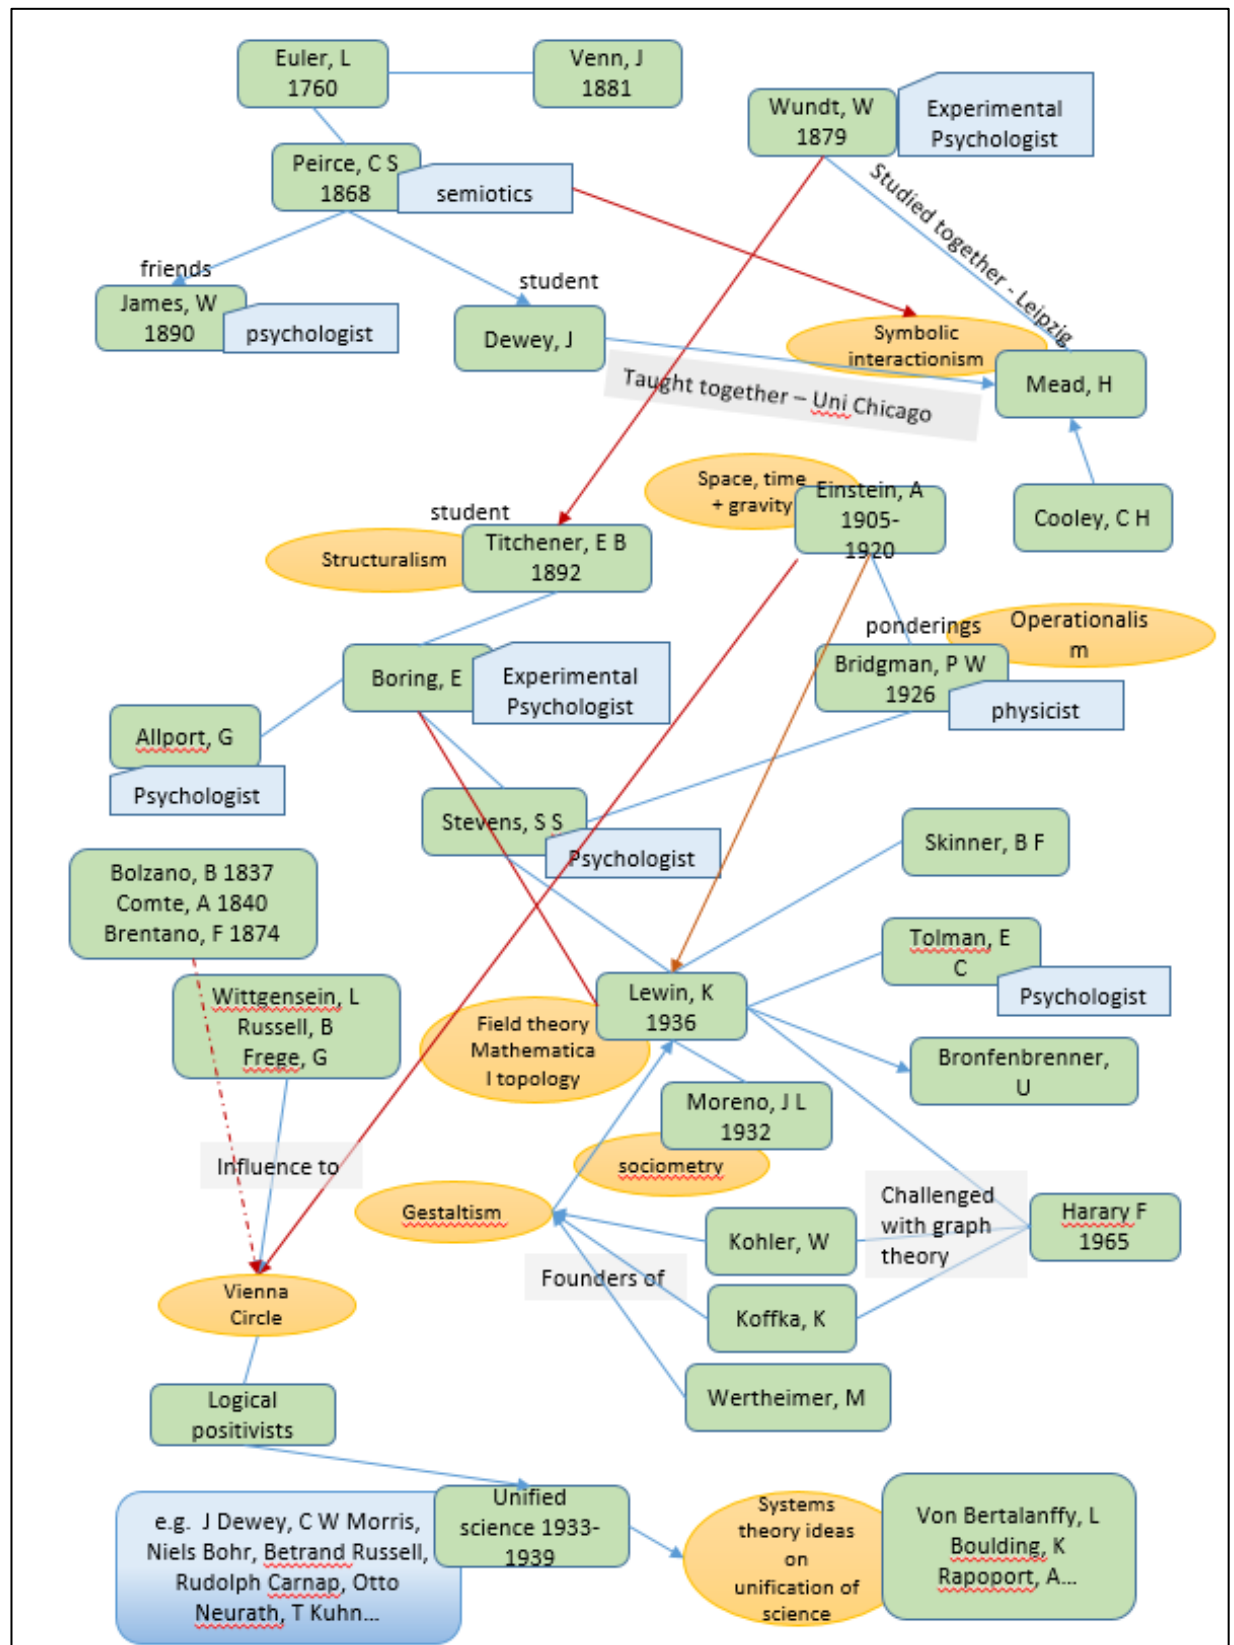 Euler, L
1760
Venn, J
1881
Wundt, W
1879
Experimental
Psychologist
Peirce, C S
1868
semiotics
Studied together - Leipzig
friends
James, W
1890
psychologist
student
Dewey, J
Symbolic
interactionism
Mead, H
Taught together – Uni Chicago
Cooley, C H
Space, time
+ gravity
Einstein, A
1905-
1920
student
Titchener, E B
1892
Structuralism
ponderings
Operationalis
m
Bridgman, P W
1926
physicist
Boring, E
Experimental
Psychologist
Allport, G
Psychologist
Stevens, S S
Psychologist
Skinner, B F
Bolzano, B 1837
Comte, A 1840
Brentano, F 1874
Tolman, E
C
Psychologist
Wittgensein, L
Russell, B
Frege, G
Lewin, K
1936
Field theory
Mathematica
l topology
Bronfenbrenner,
U
Moreno, J L
1932
sociometry
Influence to
Gestaltism
Kohler, W
Challenged
with graph
theory
Harary F
1965
Founders of
Koffka, K
Vienna
Circle
Wertheimer, M
Logical
positivists
Unified
science 1933-
1939
e.g. J Dewey, C W Morris,
Niels Bohr, Betrand Russell,
Rudolph Carnap, Otto
Neurath, T Kuhn...
Systems
theory ideas
on
unification of
science
Von Bertalanffy, L
Boulding, K
Rapoport, A...